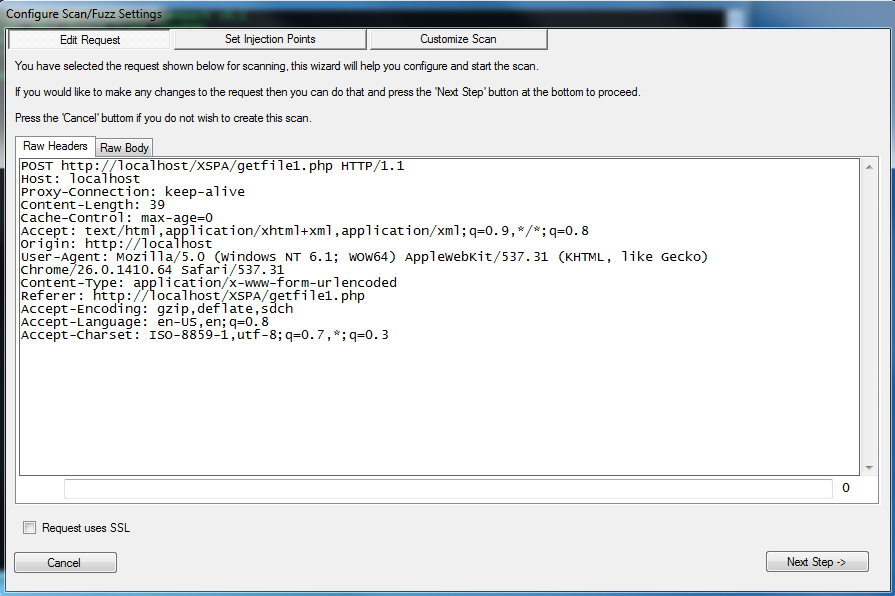 Configure Scan/Fuzz Settings
Edit Request
Set Injection Points
Customize Scan
You have selected the request shown below for scanning, this wizard will help you configure and start the scan.
If you would like to make any changes to the request then you can do that and press the 'Next Step' button at the bottom to proceed.
Press the 'Cancel' buttom if you do not wish to create this scan.
Raw Headers
Raw Body
POST http://localhost/XSPA/getfile1.php HTTP/1.1
Host: localhost
Proxy-Connection: keep-alive
Content-Length: 39
Cache-Control: max-age=0
Accept: text/html,application/xhtml+xml,application/xml;q=0.9,*/*;q=0.8
Origin: http://localhost
User-Agent: Mozilla/5.0 (Windows NT 6.1; WOW64) AppleWebKit/537.31 (KHTML, like Gecko)
Chrome/26.0.1410.64 Safari/537.31
Content-Type: application/x-www-form-urlencoded
Referer: http://localhost/XSPA/getfile1.php
Accept-Encoding: gzip,deflate,sdch
Accept-Language: en-US,en;q=0.8
Accept-Charset: ISO-8859-1,utf-8;q=0.7,*;q=0.3
0
Request uses SSL
Cancel
Next Step ->